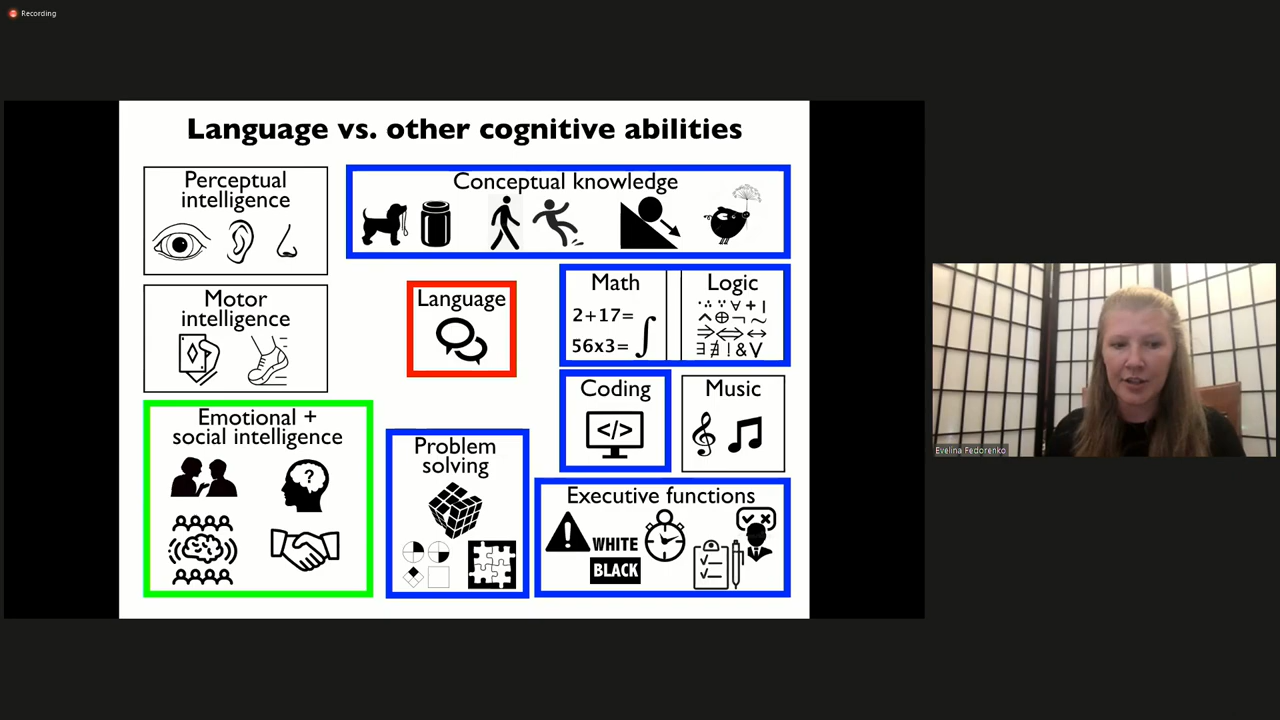 Recording
Language vs. other cognitive abilities
Perceptual
intelligence
Conceptual knowledge
Motor
intelligence
Language
Math
2+17=
56x3=
∫
Logic
Emotional +
social intelligence
?
Problem
solving
Coding
</>
Music
Executive functions
WHITE
BLACK
Evelina Fedorenko